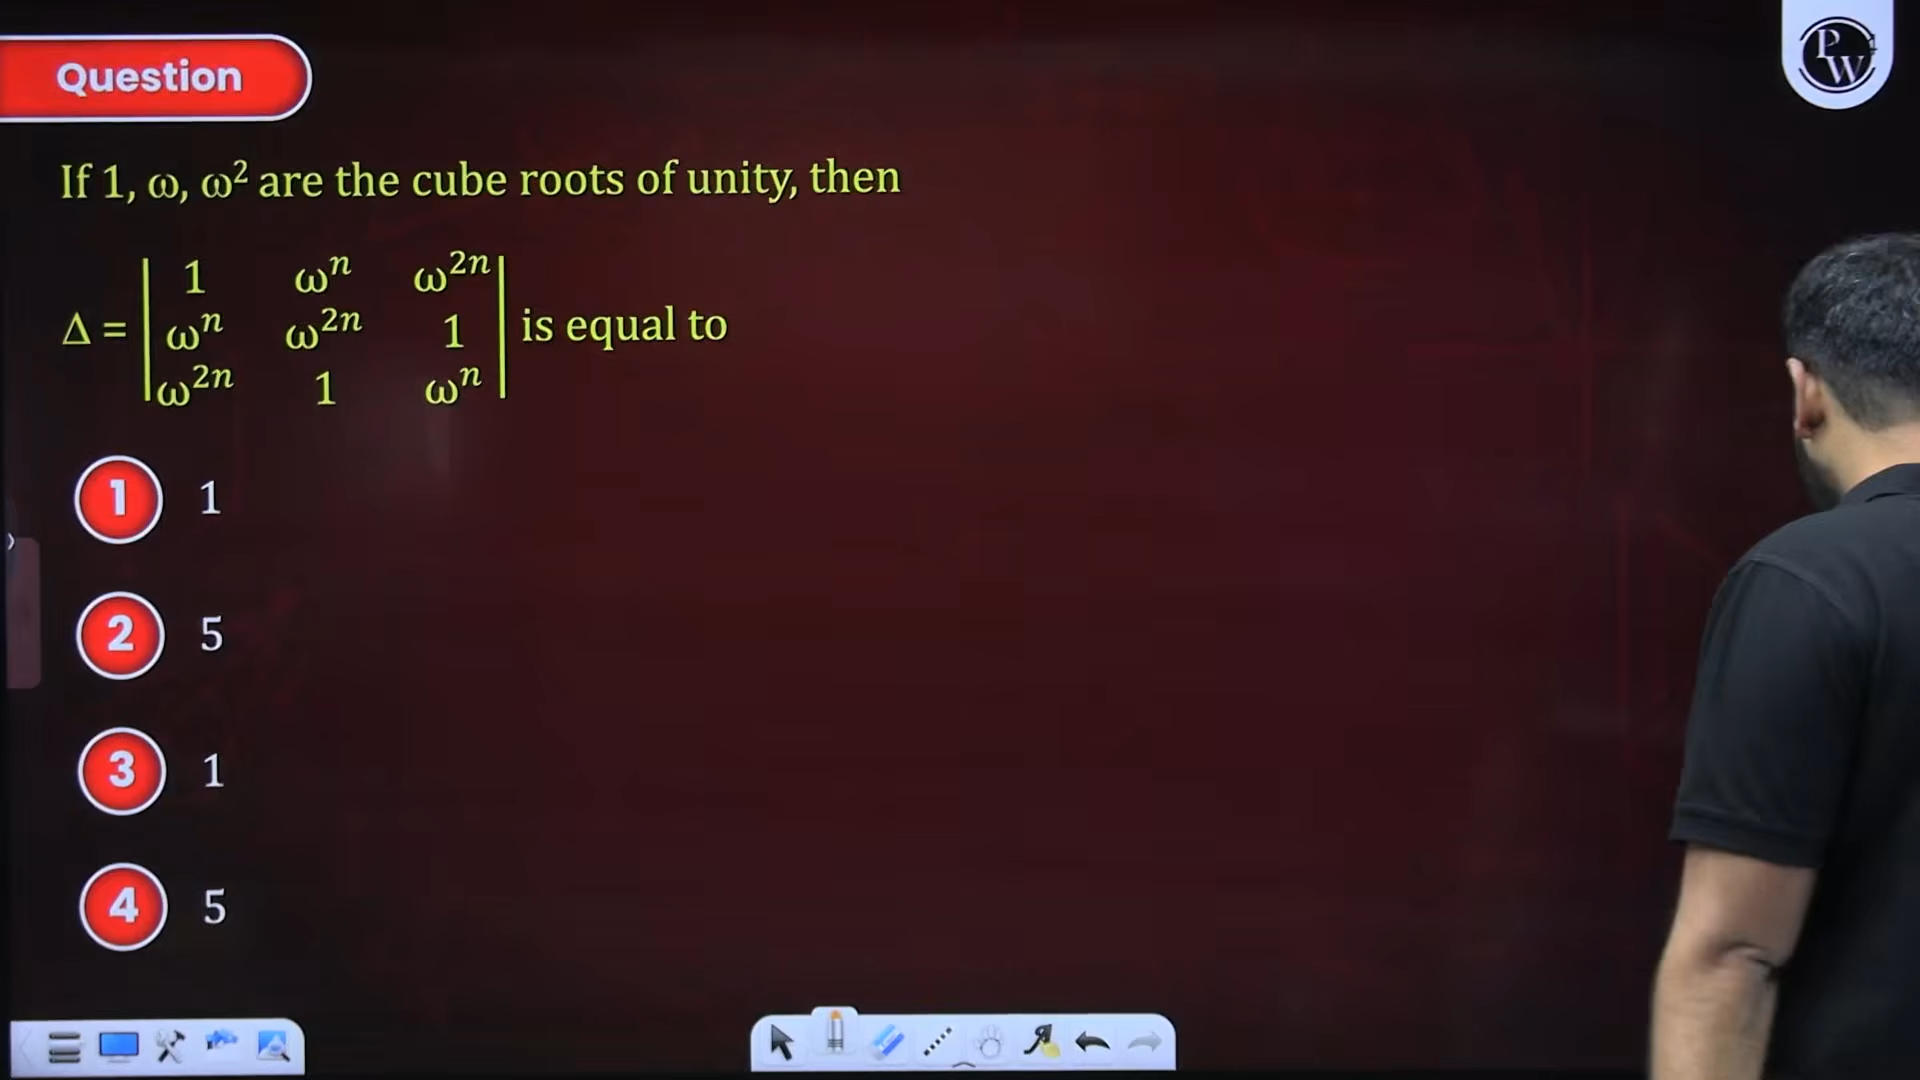 Question
PW
If 1, ω, ω² are the cube roots of unity, then
Δ = | 1 ωⁿ ω²ⁿ |
| ωⁿ ω²ⁿ 1 | is equal to
| ω²ⁿ 1 ωⁿ |
1 1
2 5
3 1
4 5